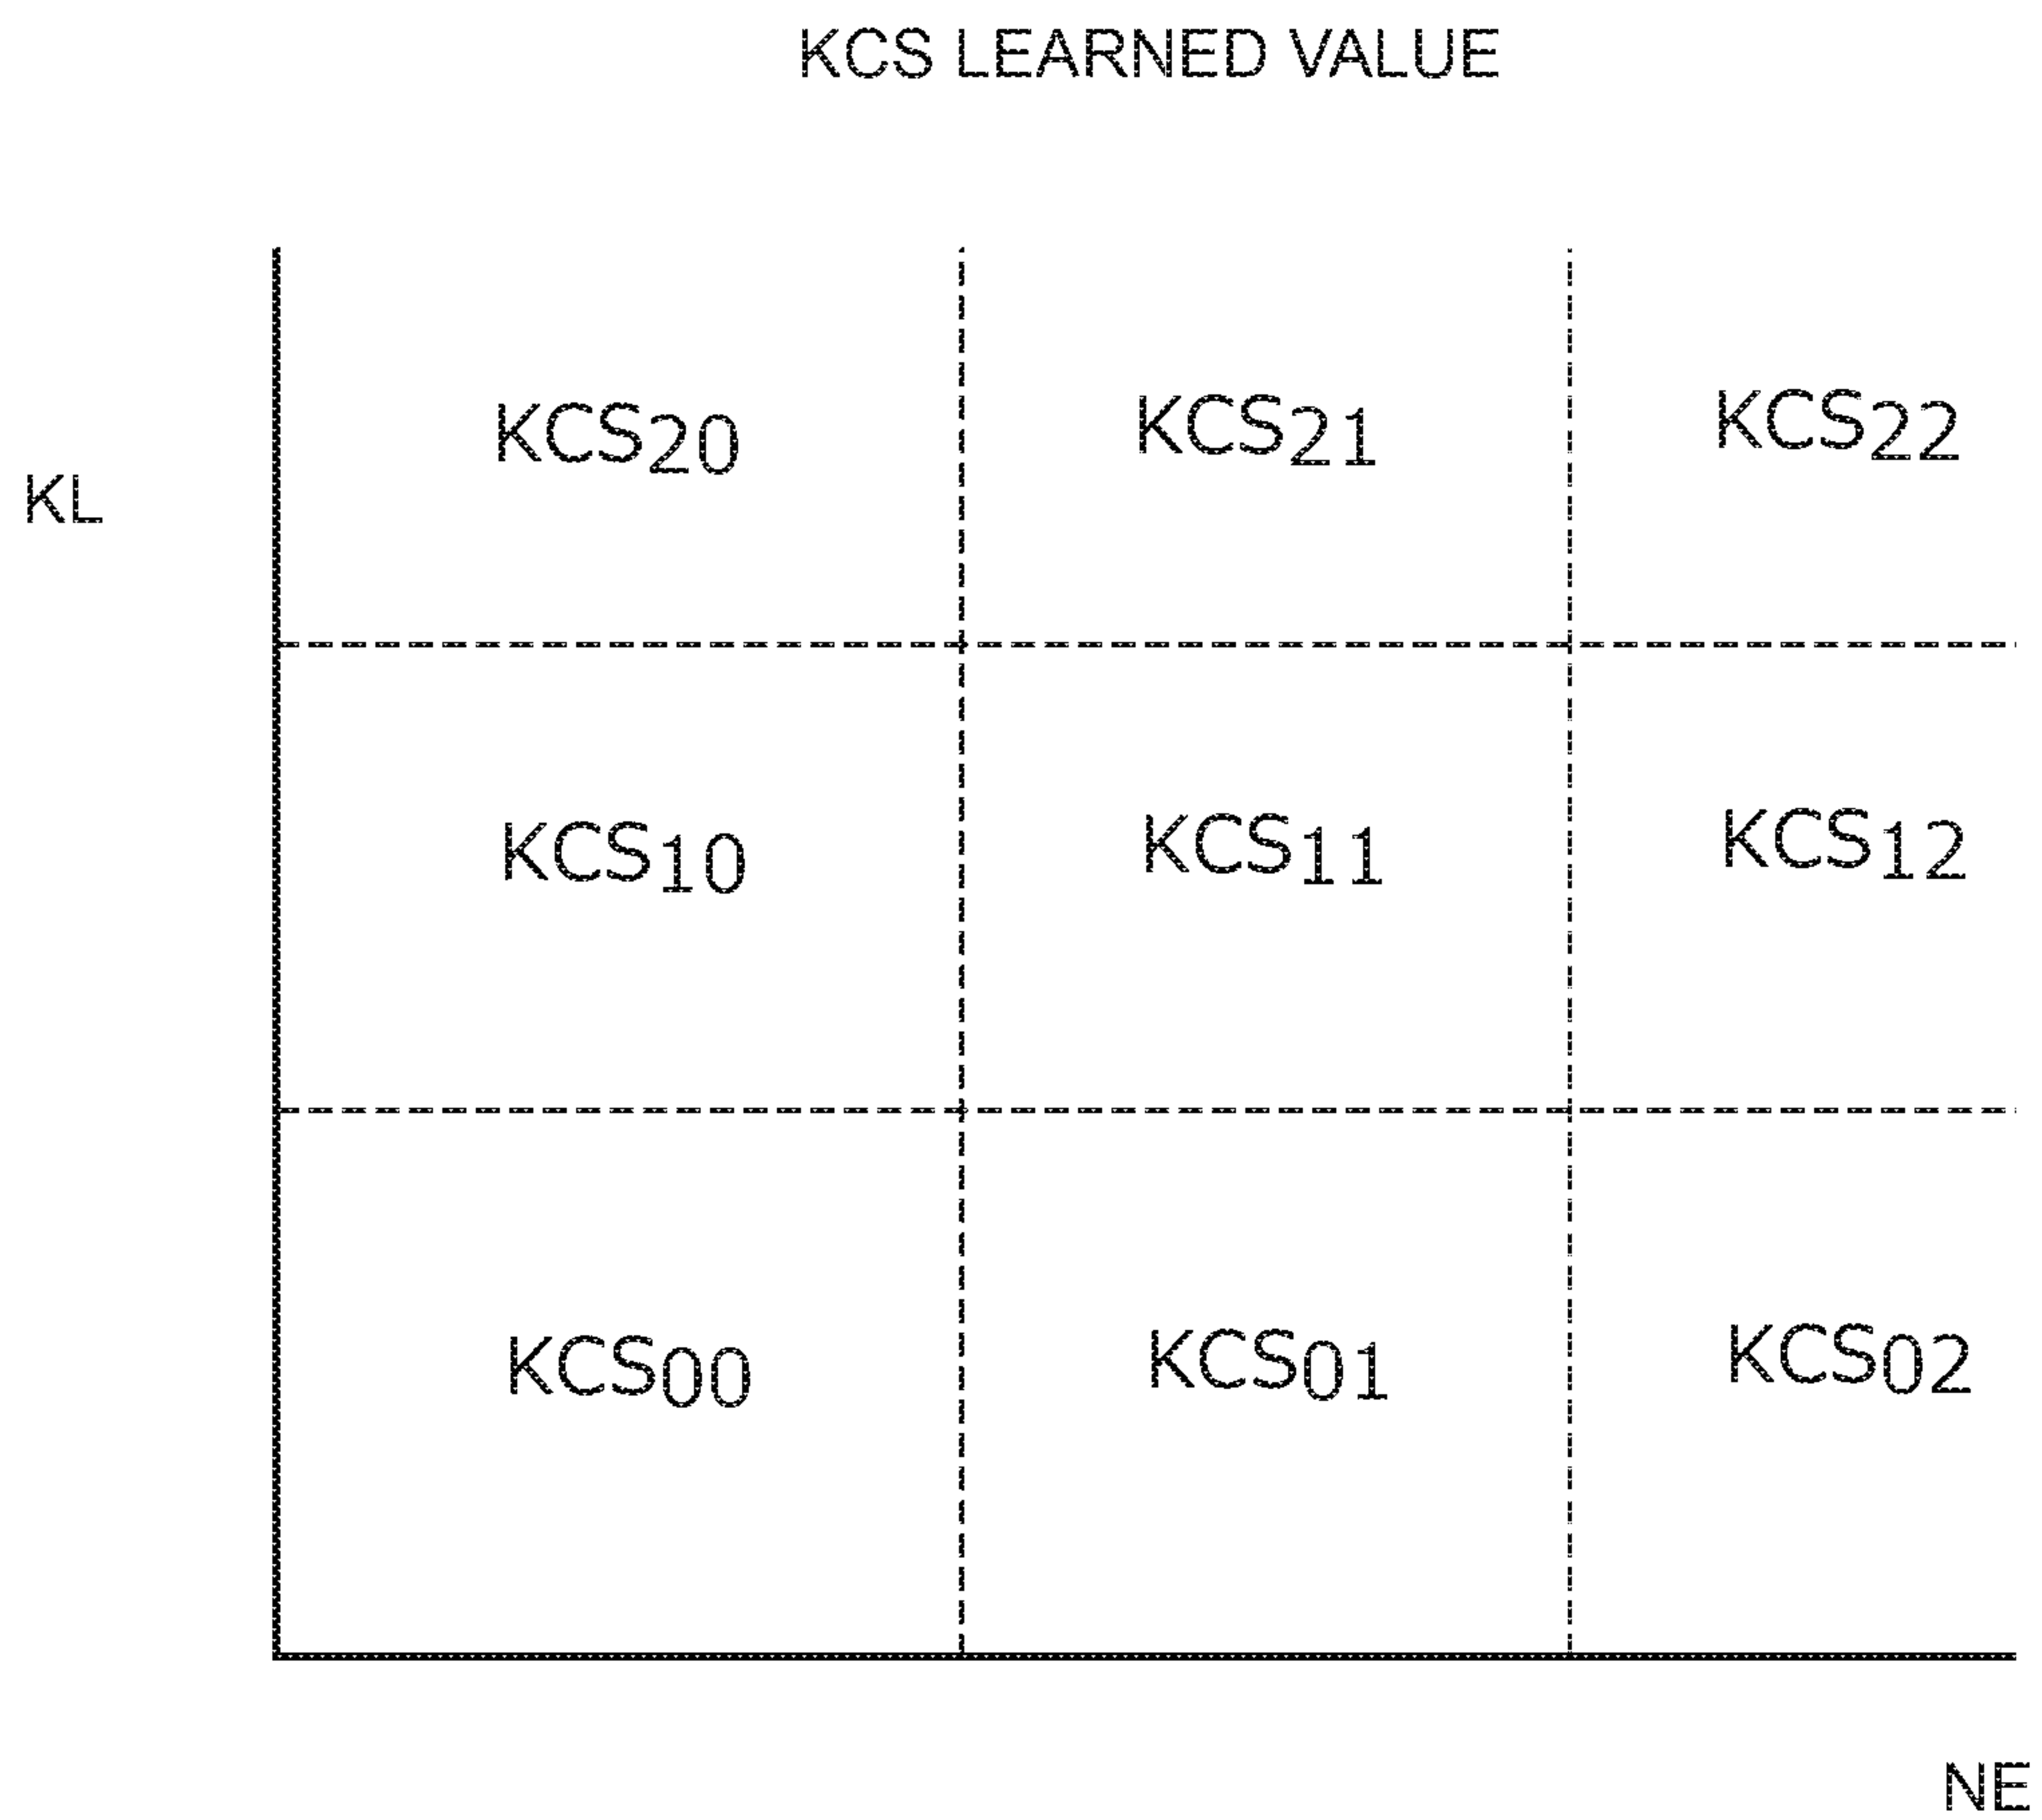 KCS LEARNED VALUE
KCS20 KCS21 KCS22
KL
KCS10 KCS11 KCS12
KCS00 KCS01 KCS02
NE